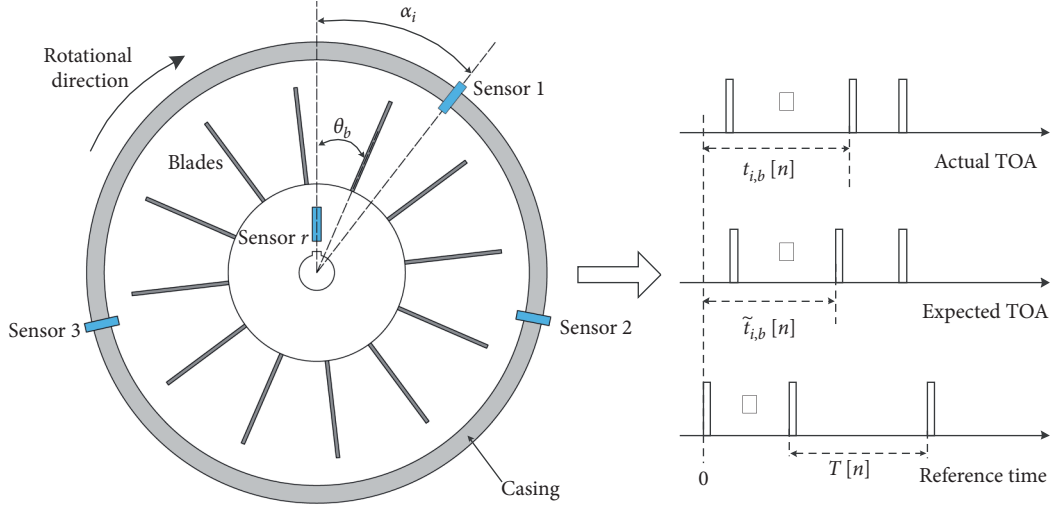 α_i
Rotational
direction
Sensor 1
θ_b
Blades
Sensor r
Sensor 3
Sensor 2
Casing
t_{i,b} [n]
Actual TOA
t̃_{i,b} [n]
Expected TOA
T [n]
0
Reference time